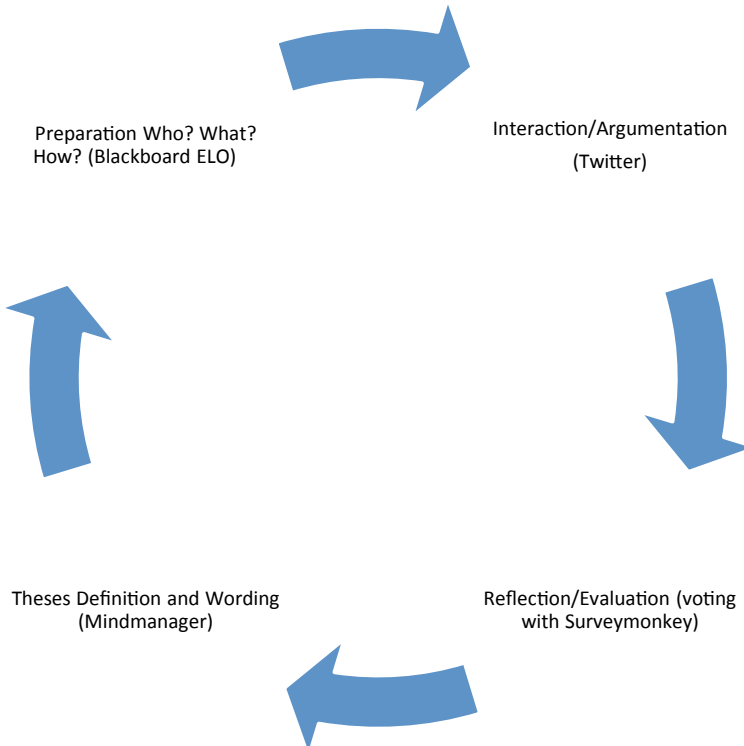 Preparation Who? What?
How? (Blackboard ELO)
Interaction/Argumentation
(Twitter)
Theses Definition and Wording
(Mindmanager)
Reflection/Evaluation (voting
with Surveymonkey)